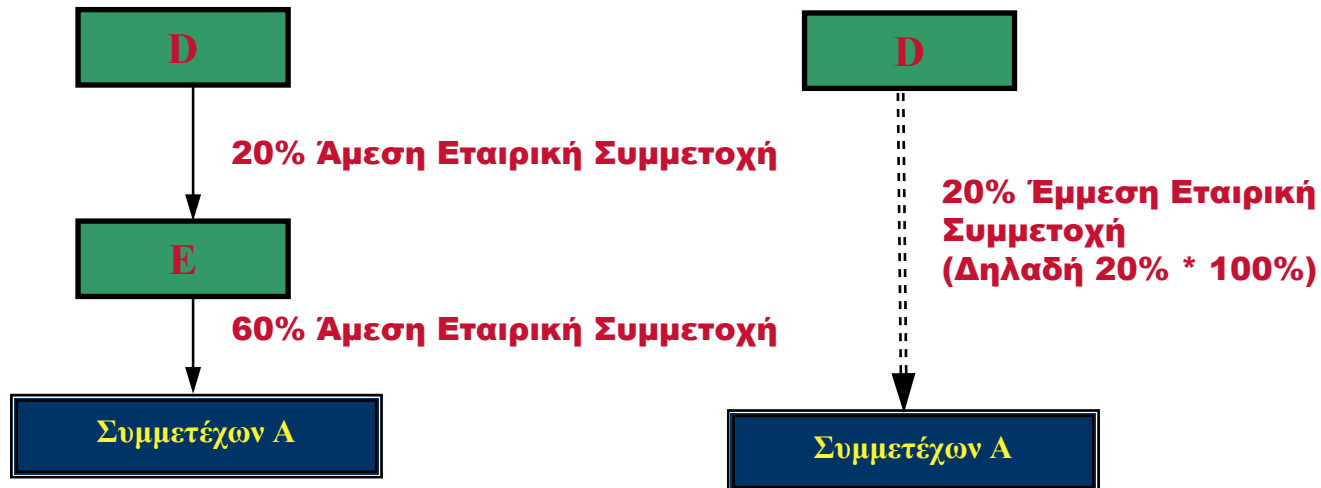 D
20% Άμεση Εταιρική Συμμετοχή
E
60% Άμεση Εταιρική Συμμετοχή
Συμμετέχων Α
D
20% Έμμεση Εταιρική
Συμμετοχή
(Δηλαδή 20% * 100%)
Συμμετέχων Α